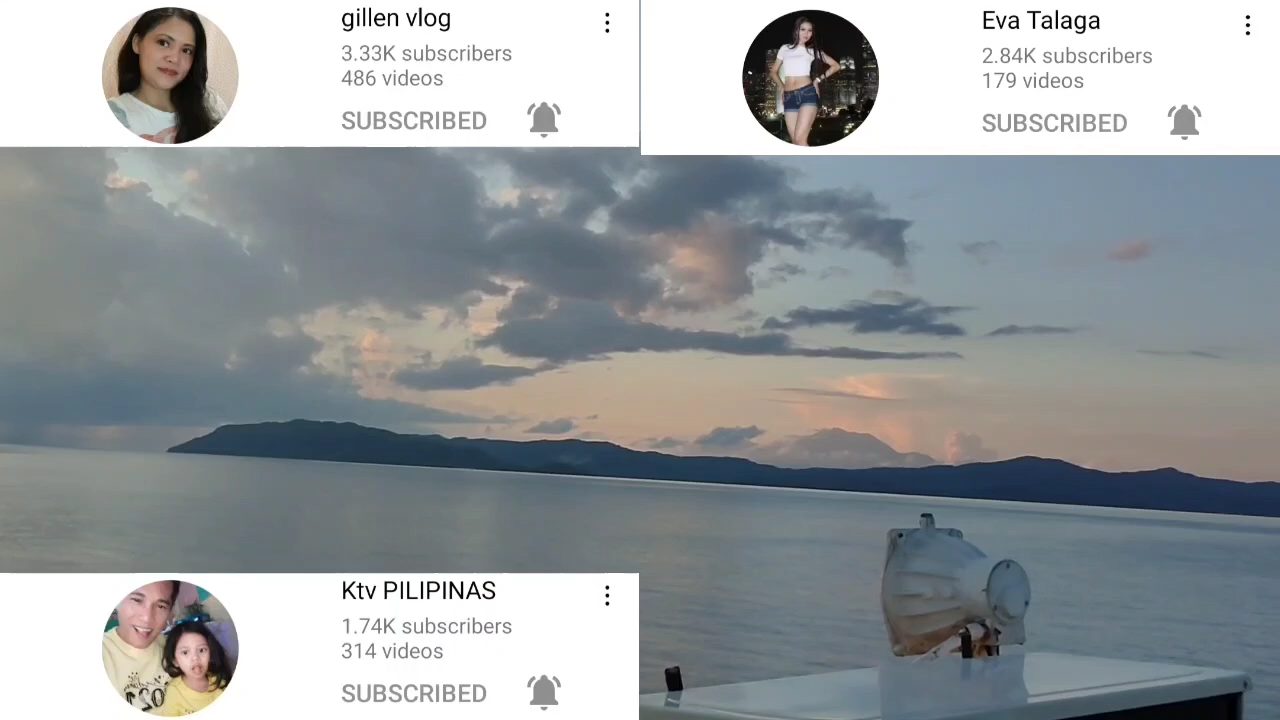 gillen vlog
3.33K subscribers
486 videos
SUBSCRIBED
Eva Talaga
2.84K subscribers
179 videos
SUBSCRIBED
Ktv PILIPINAS
1.74K subscribers
314 videos
SUBSCRIBED